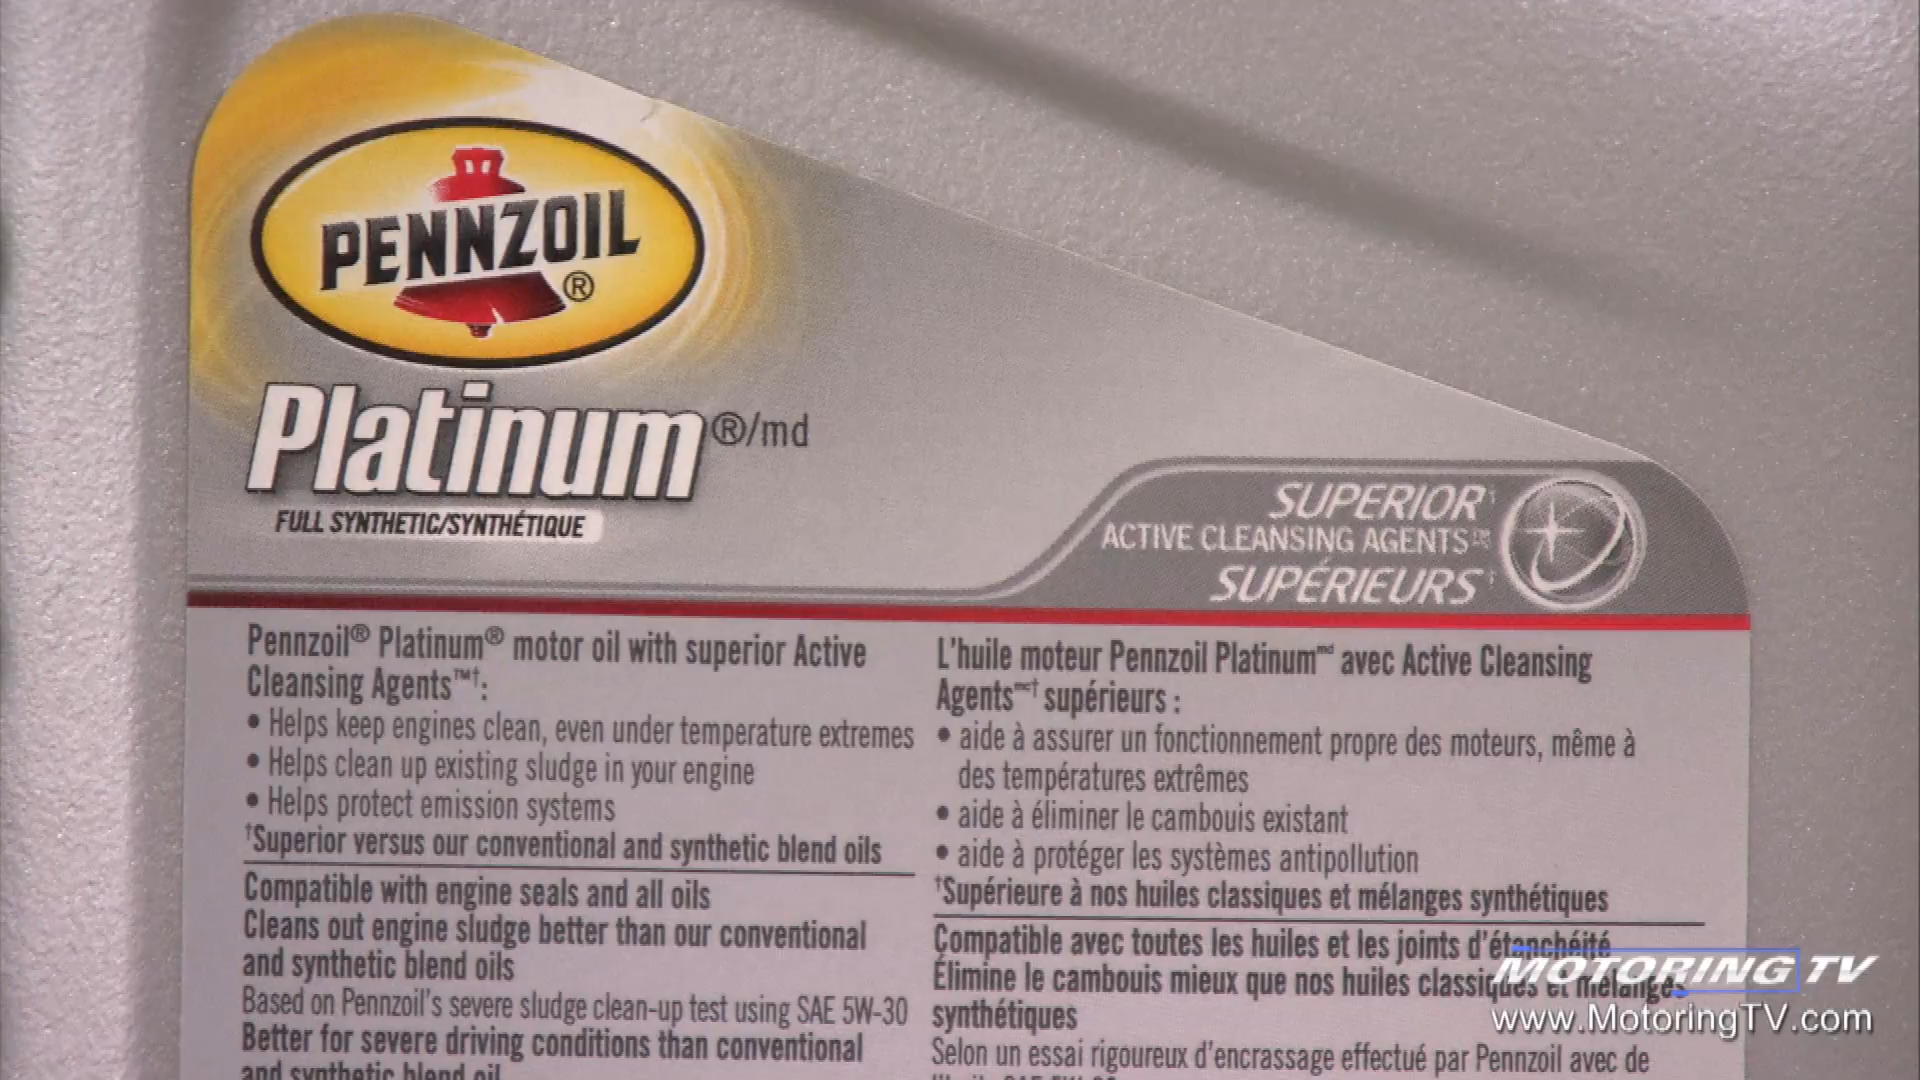 PENNZOIL®
Platinum®/md
FULL SYNTHETIC/SYNTHÉTIQUE
SUPERIOR†
ACTIVE CLEANSING AGENTS
SUPÉRIEURS†
Pennzoil® Platinum® motor oil with superior Active
Cleansing Agents™†:
• Helps keep engines clean, even under temperature extremes
• Helps clean up existing sludge in your engine
• Helps protect emission systems
†Superior versus our conventional and synthetic blend oils
Compatible with engine seals and all oils
Cleans out engine sludge better than our conventional
and synthetic blend oils
Based on Pennzoil's severe sludge clean-up test using SAE 5W-30
Better for severe driving conditions than conventional
and synthetic blend oil
L'huile moteur Pennzoil Platinum md avec Active Cleansing
Agents mc† supérieurs :
• aide à assurer un fonctionnement propre des moteurs, même à
des températures extrêmes
• aide à éliminer le cambouis existant
• aide à protéger les systèmes antipollution
†Supérieure à nos huiles classiques et mélanges synthétiques
Compatible avec toutes les huiles et les joints d'étanchéité
Élimine le cambouis mieux que nos huiles classiques et mélanges
synthétiques
Selon un essai rigoureux d'encrassage effectué par Pennzoil avec de
MOTORING TV
www.MotoringTV.com